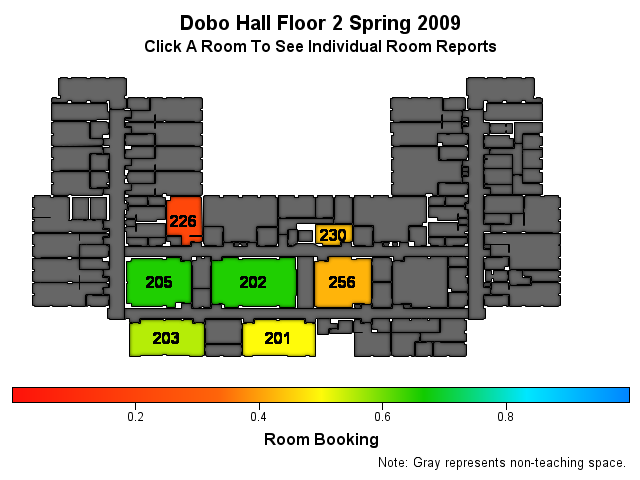 Dobo Hall Floor 2 Spring 2009
Click A Room To See Individual Room Reports
226
230
205
202
256
203
201
0.2
0.4
0.6
0.8
Room Booking
Note: Gray represents non-teaching space.